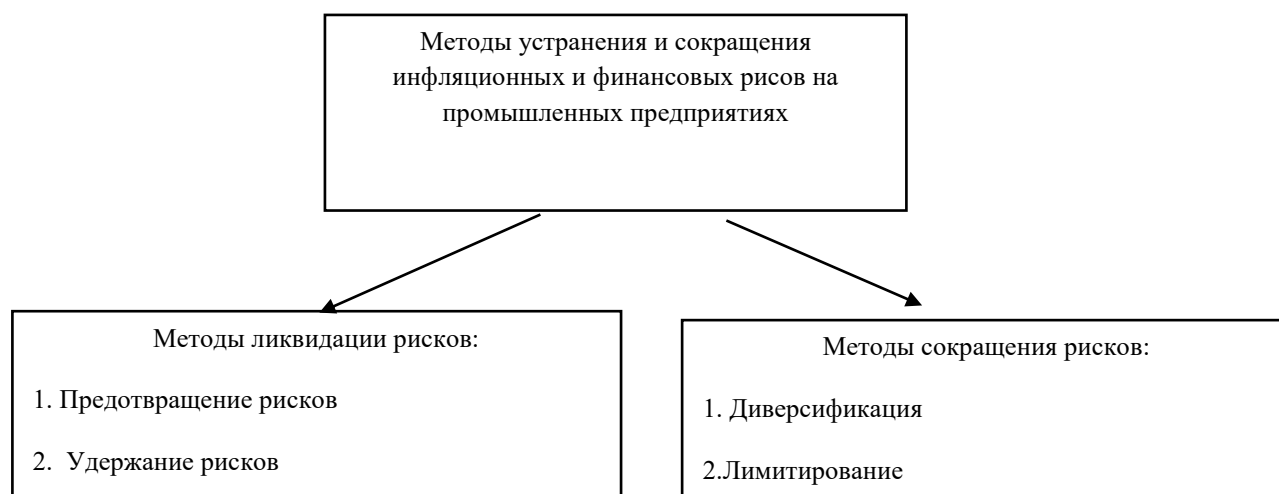 Методы устранения и сокращения
инфляционных и финансовых рисов на
промышленных предприятиях
Методы ликвидации рисков:
1. Предотвращение рисков
2. Удержание рисков
Методы сокращения рисков:
1. Диверсификация
2.Лимитирование